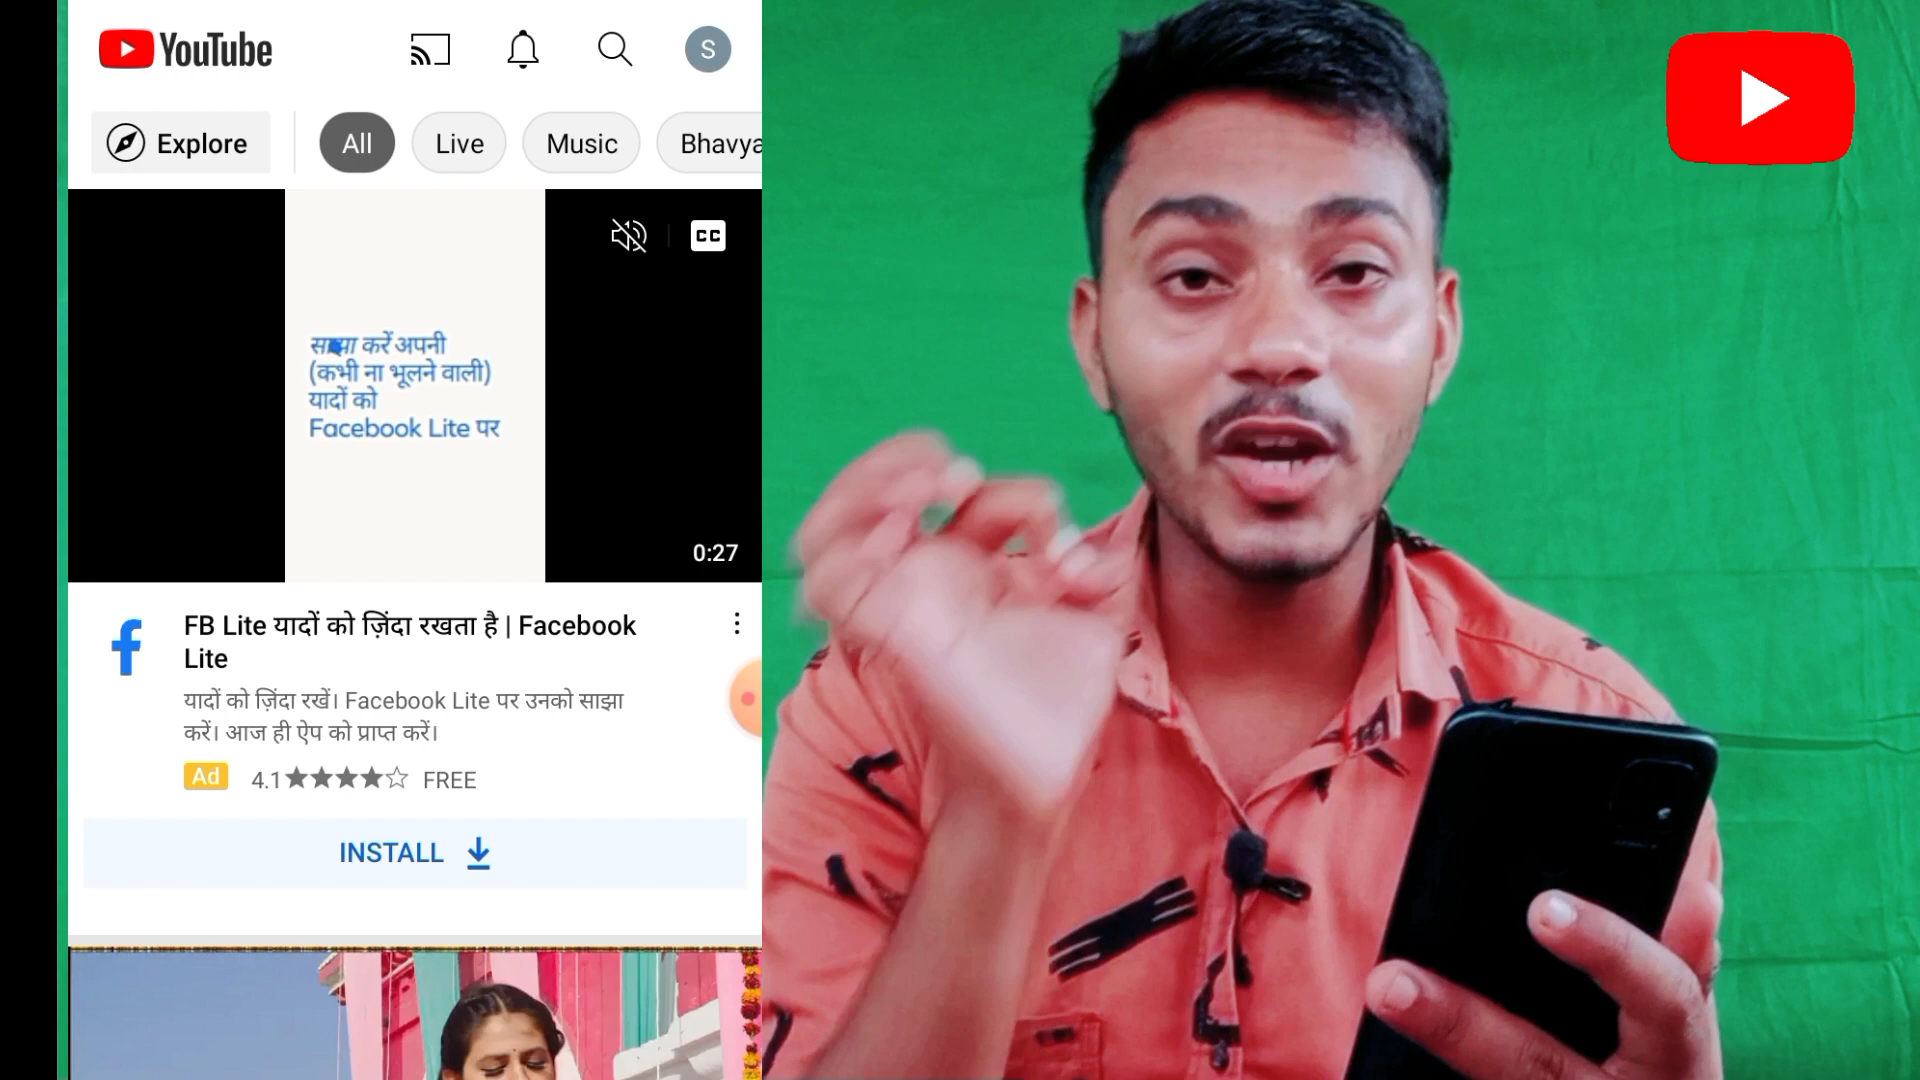 YouTube
S
Explore
All
Live
Music
Bhavya
CC
साझा करें अपनी
(कभी ना भूलने वाली)
यादों को
Facebook Lite पर
0:27
FB Lite यादों को ज़िंदा रखता है | Facebook
Lite
यादों को ज़िंदा रखें। Facebook Lite पर उनको साझा
करें। आज ही ऐप को प्राप्त करें।
Ad 4.1 FREE
INSTALL